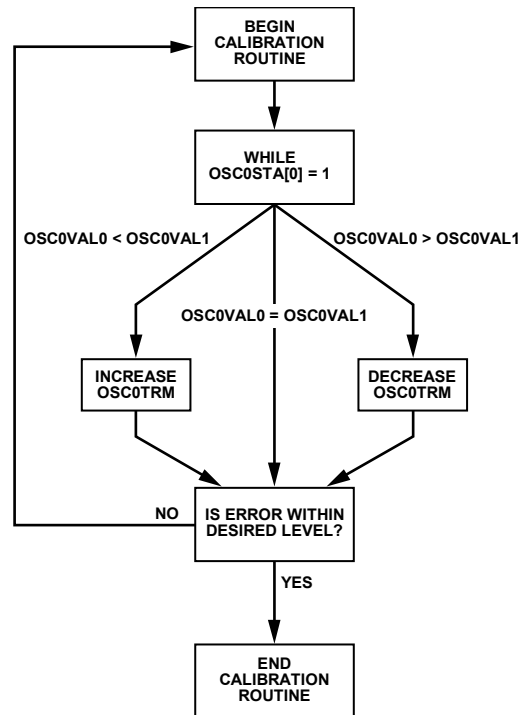 BEGIN
CALIBRATION
ROUTINE
WHILE
OSC0STA[0] = 1
OSC0VAL0 < OSC0VAL1
OSC0VAL0 > OSC0VAL1
OSC0VAL0 = OSC0VAL1
INCREASE
OSC0TRM
DECREASE
OSC0TRM
NO
IS ERROR WITHIN
DESIRED LEVEL?
YES
END
CALIBRATION
ROUTINE